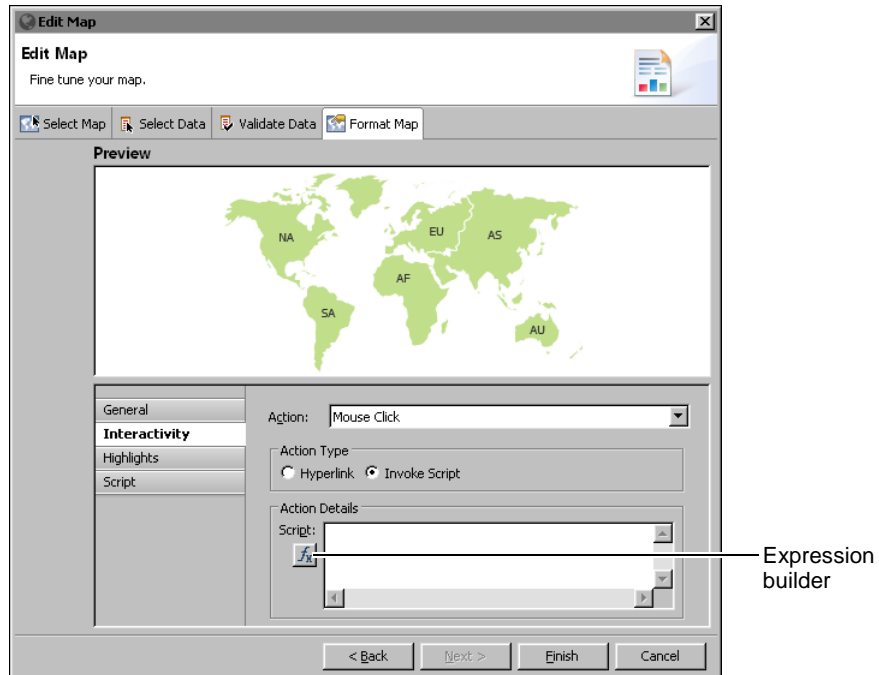 Edit Map
Edit Map
Fine tune your map.
Select Map Select Data Validate Data Format Map
Preview
NA
EU
AS
AF
SA
AU
General
Interactivity
Highlights
Script
Action: Mouse Click
Action Type
Hyperlink Invoke Script
Action Details
Script:
fx
Expression
builder
< Back Next > Finish Cancel